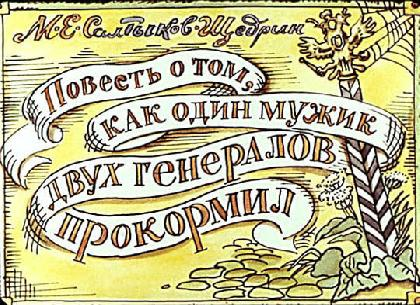 М. Е. Салтыков-Щедрин
Повесть о том,
как один мужик
двух генералов
прокормил